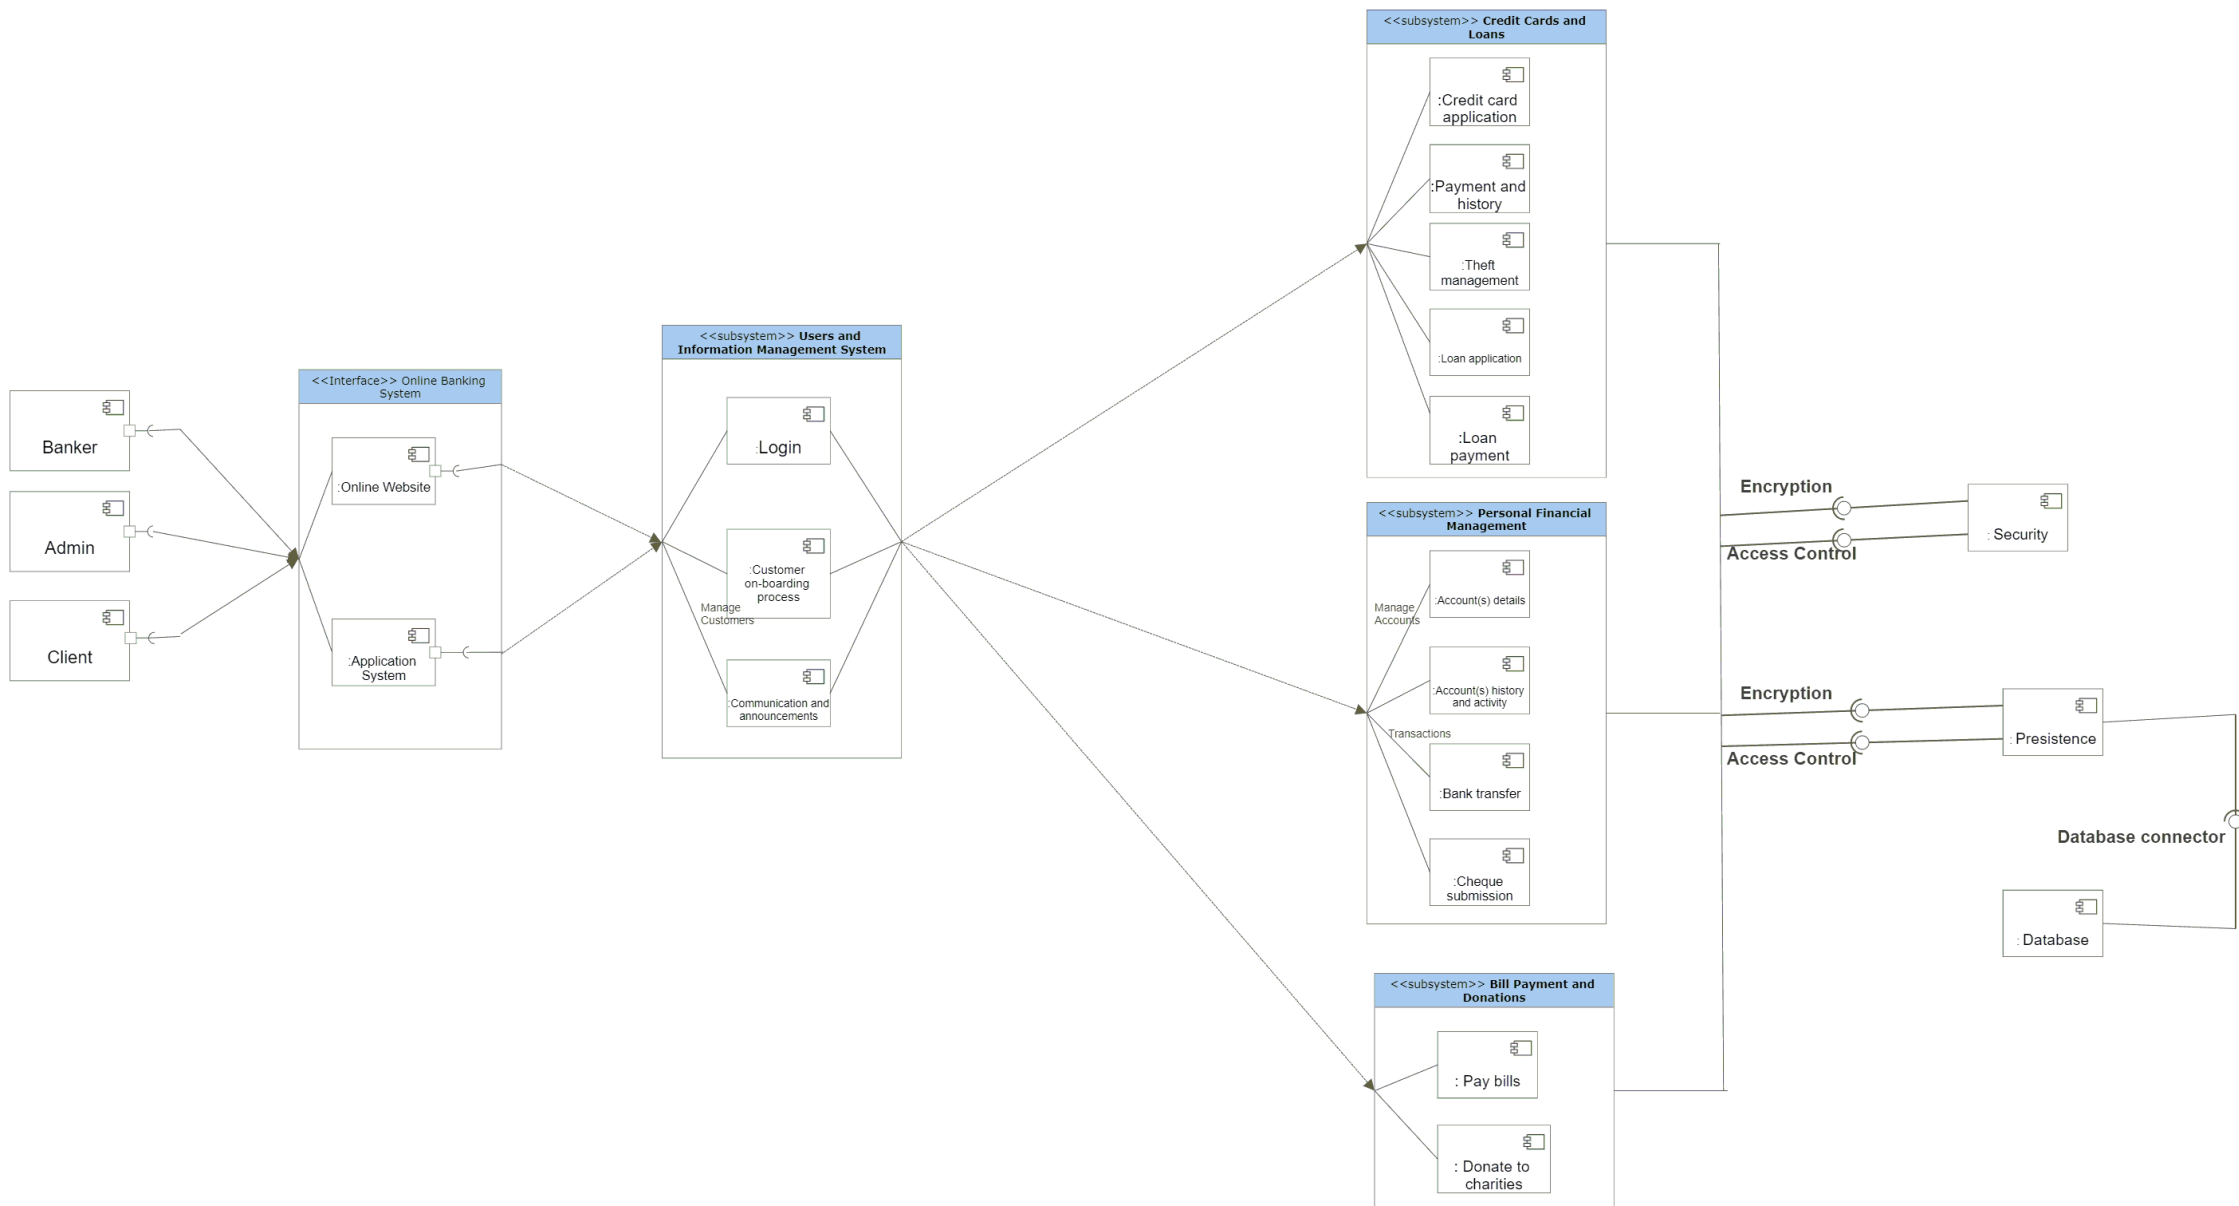 Banker
Admin
Client
<<Interface>> Online Banking
System
:Online Website
:Application
System
<<subsystem>> Users and
Information Management System
:Login
:Customer
on-boarding
process
Manage
Customers
:Communication and
announcements
<<subsystem>> Credit Cards and
Loans
:Credit card
application
:Payment and
history
:Theft
management
:Loan application
:Loan
payment
<<subsystem>> Personal Financial
Management
:Account(s) details
Manage
Accounts
:Account(s) history
and activity
Transactions
:Bank transfer
:Cheque
submission
<<subsystem>> Bill Payment and
Donations
: Pay bills
: Donate to
charities
Encryption
Access Control
: Security
Encryption
Access Control
: Presistence
Database connector
: Database